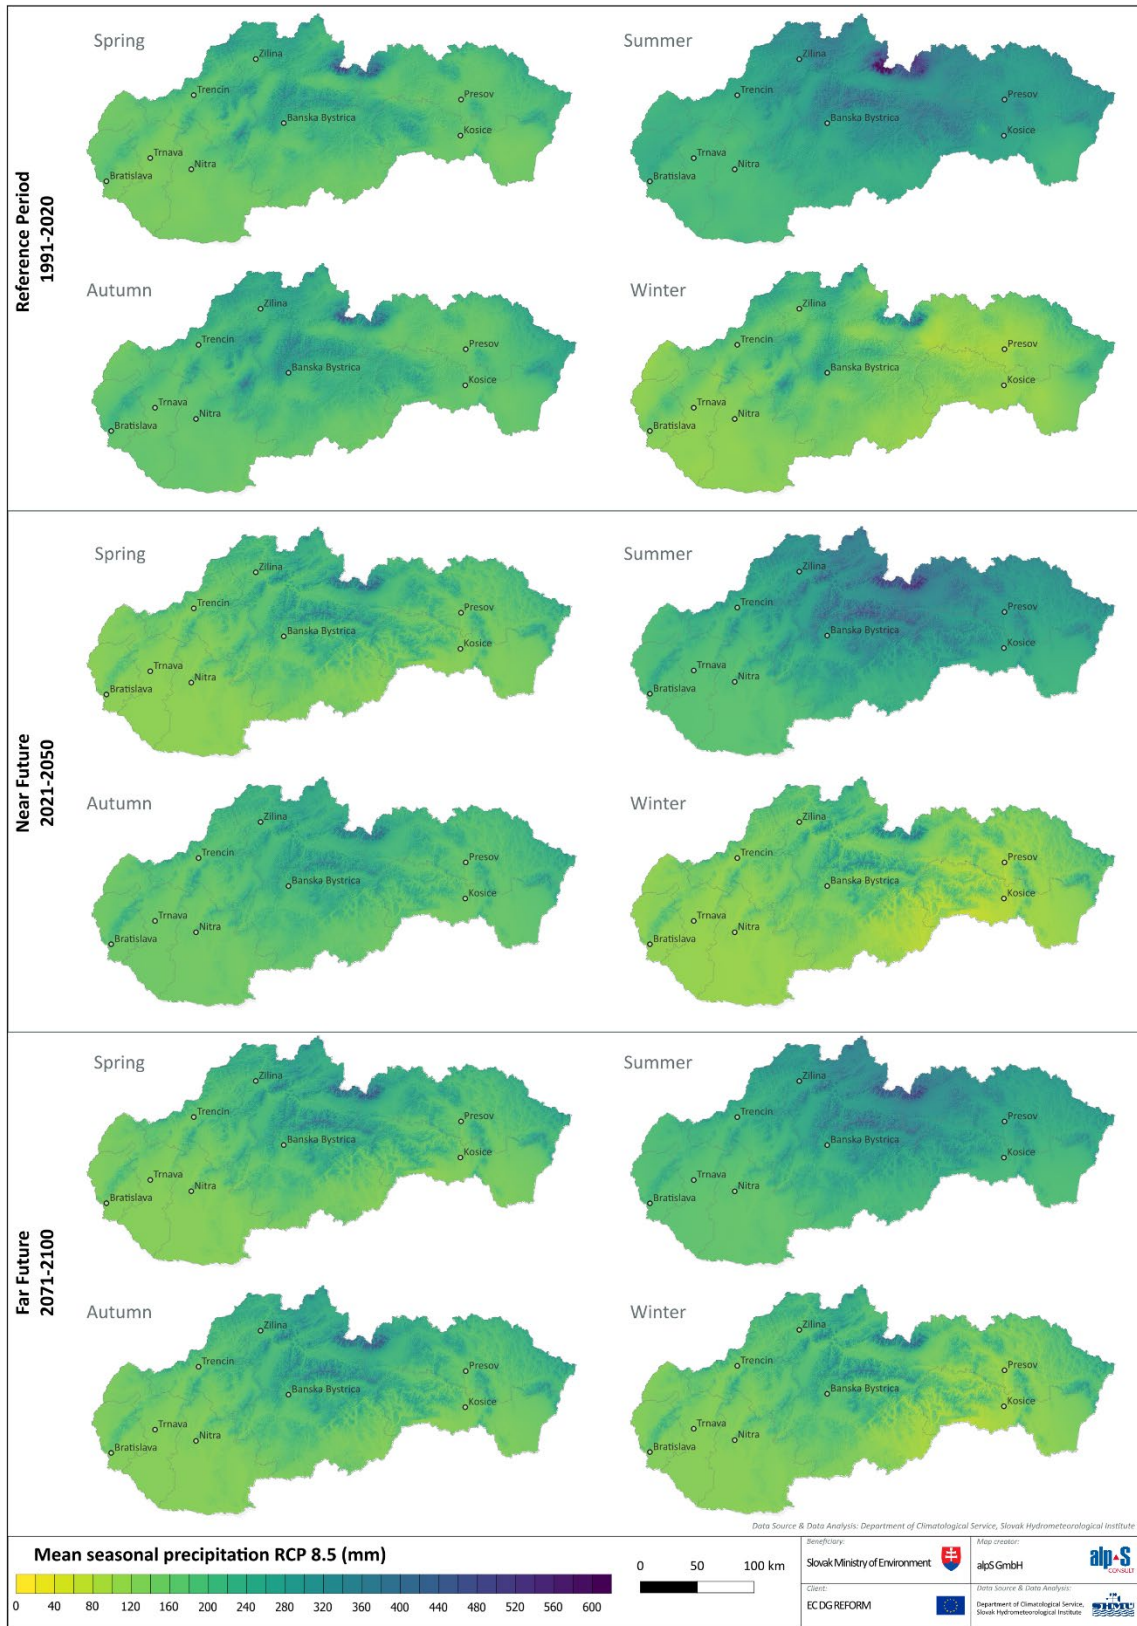 Reference Period
1991-2020
Spring
Zilina
Trencin
Presov
Banska Bystrica
Kosice
Trnava
Nitra
Bratislava
Summer
Zilina
Trencin
Presov
Banska Bystrica
Kosice
Trnava
Nitra
Bratislava
Autumn
Zilina
Trencin
Presov
Banska Bystrica
Kosice
Trnava
Nitra
Bratislava
Winter
Zilina
Trencin
Presov
Banska Bystrica
Kosice
Trnava
Nitra
Bratislava
Near Future
2021-2050
Spring
Zilina
Trencin
Presov
Banska Bystrica
Kosice
Trnava
Nitra
Bratislava
Summer
Zilina
Trencin
Presov
Banska Bystrica
Kosice
Trnava
Nitra
Bratislava
Autumn
Zilina
Trencin
Presov
Banska Bystrica
Kosice
Trnava
Nitra
Bratislava
Winter
Zilina
Trencin
Presov
Banska Bystrica
Kosice
Trnava
Nitra
Bratislava
Far Future
2071-2100
Spring
Zilina
Trencin
Presov
Banska Bystrica
Kosice
Trnava
Nitra
Bratislava
Summer
Zilina
Trencin
Presov
Banska Bystrica
Kosice
Trnava
Nitra
Bratislava
Autumn
Zilina
Trencin
Presov
Banska Bystrica
Kosice
Trnava
Nitra
Bratislava
Winter
Zilina
Trencin
Presov
Banska Bystrica
Kosice
Trnava
Nitra
Bratislava
Data Source & Data Analysis: Department of Climatological Service, Slovak Hydrometeorological Institute
Mean seasonal precipitation RCP 8.5 (mm)
0 40 80 120 160 200 240 280 320 360 400 440 480 520 560 600
0 50 100 km
Beneficiary:
Slovak Ministry of Environment
Map creator:
alpS GmbH
alpS
CONSULT
Client:
EC DG REFORM
Data Source & Data Analysis:
Department of Climatological Service,
Slovak Hydrometeorological Institute
SHMU